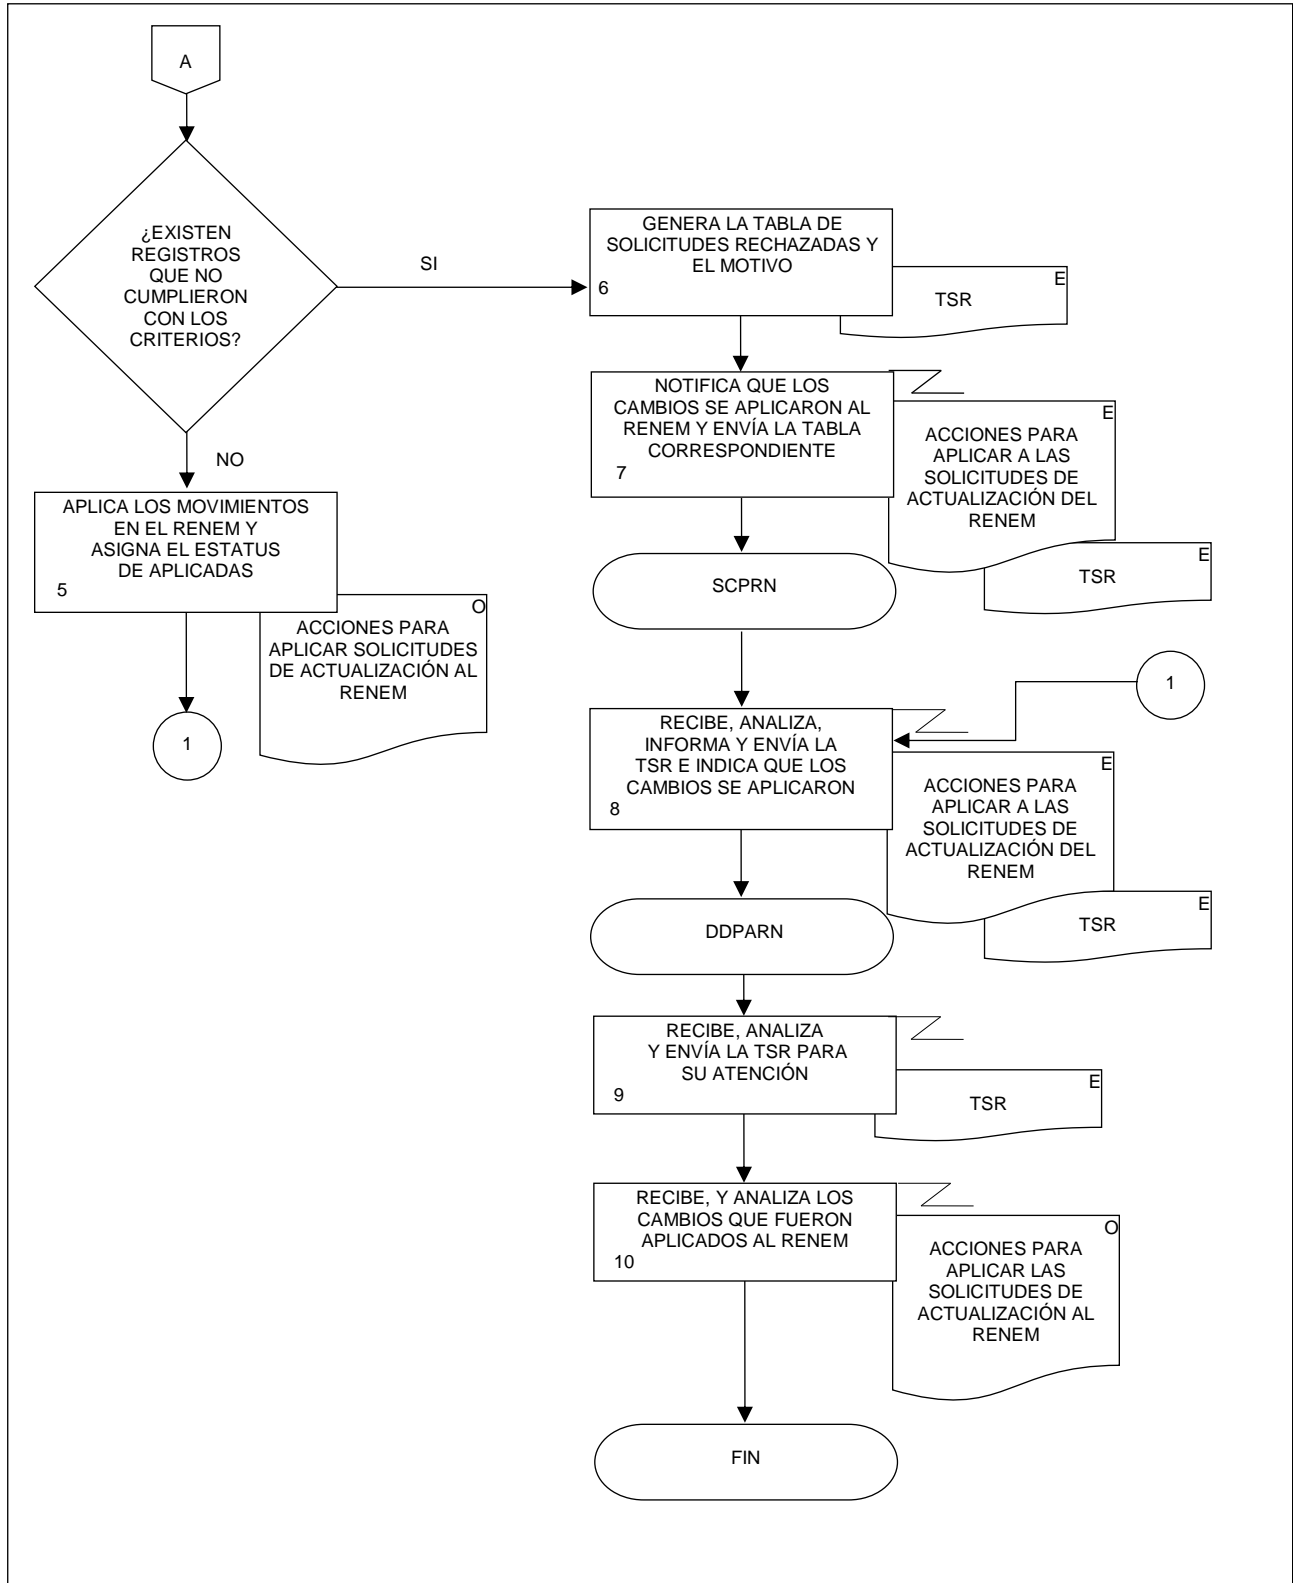 A
¿EXISTEN
REGISTROS
QUE NO
CUMPLIERON
CON LOS
CRITERIOS?
SI
NO
APLICA LOS MOVIMIENTOS
EN EL RENEM Y
ASIGNA EL ESTATUS
DE APLICADAS
5
O
ACCIONES PARA
APLICAR SOLICITUDES
DE ACTUALIZACIÓN AL
RENEM
1
GENERA LA TABLA DE
SOLICITUDES RECHAZADAS Y
EL MOTIVO
6
E
TSR
NOTIFICA QUE LOS
CAMBIOS SE APLICARON AL
RENEM Y ENVÍA LA TABLA
CORRESPONDIENTE
7
E
ACCIONES PARA
APLICAR A LAS
SOLICITUDES DE
ACTUALIZACIÓN DEL
RENEM
E
TSR
SCPRN
1
RECIBE, ANALIZA,
INFORMA Y ENVÍA LA
TSR E INDICA QUE LOS
CAMBIOS SE APLICARON
8
E
ACCIONES PARA
APLICAR A LAS
SOLICITUDES DE
ACTUALIZACIÓN DEL
RENEM
E
TSR
DDPARN
RECIBE, ANALIZA
Y ENVÍA LA TSR PARA
SU ATENCIÓN
9
E
TSR
RECIBE, Y ANALIZA LOS
CAMBIOS QUE FUERON
APLICADOS AL RENEM
10
O
ACCIONES PARA
APLICAR LAS
SOLICITUDES DE
ACTUALIZACIÓN AL
RENEM
FIN